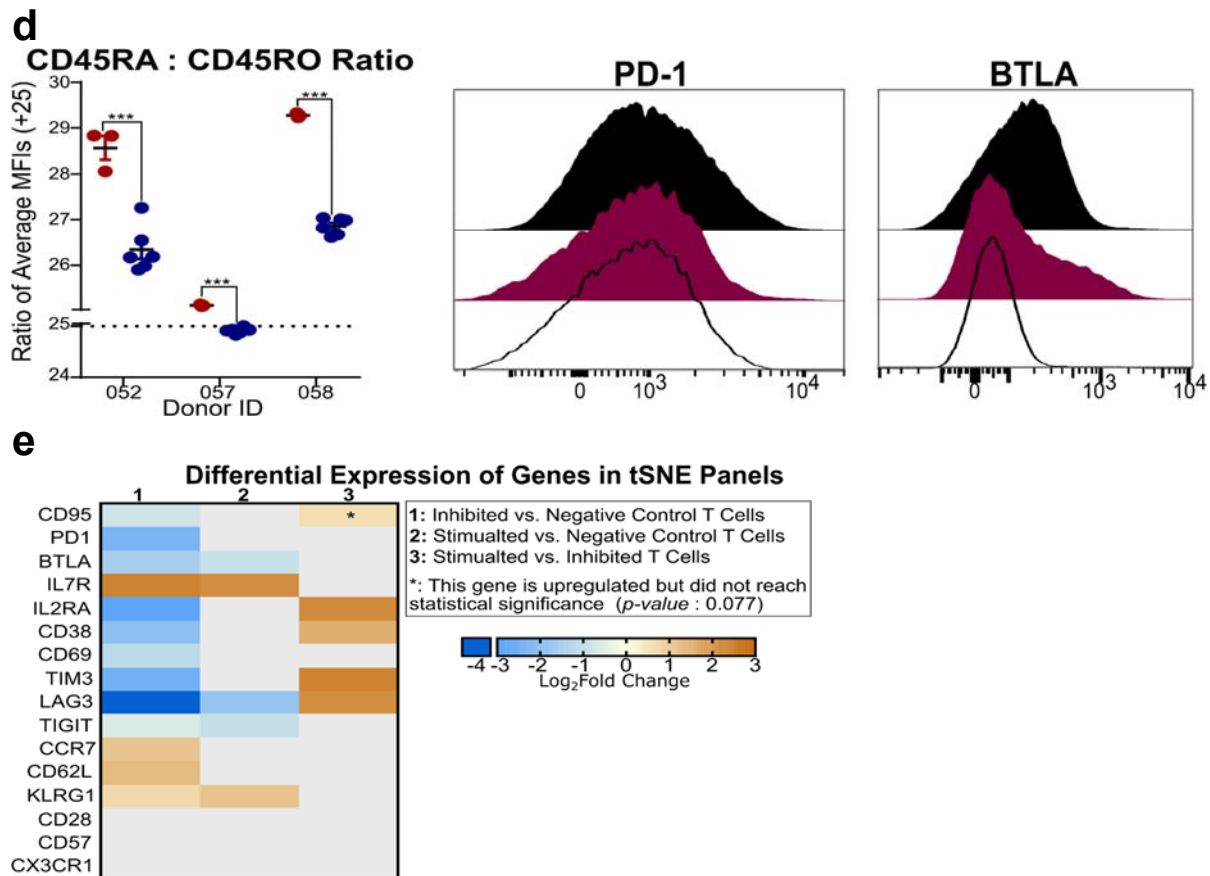 d
CD45RA : CD45RO Ratio
PD-1
BTLA
Ratio of Average MFIs (+25)
30
29
28
27
26
25
24
***
***
***
052
057
058
Donor ID
0
10³
10⁴
0
10³
10⁴
e
Differential Expression of Genes in tSNE Panels
1
2
3
CD95
*
PD1
BTLA
IL7R
IL2RA
CD38
CD69
TIM3
LAG3
TIGIT
CCR7
CD62L
KLRG1
CD28
CD57
CX3CR1
1: Inhibited vs. Negative Control T Cells
2: Stimualted vs. Negative Control T Cells
3: Stimualted vs. Inhibited T Cells
*: This gene is upregulated but did not reach
statistical significance (p-value : 0.077)
-4 -3 -2 -1 0 1 2 3
Log₂Fold Change